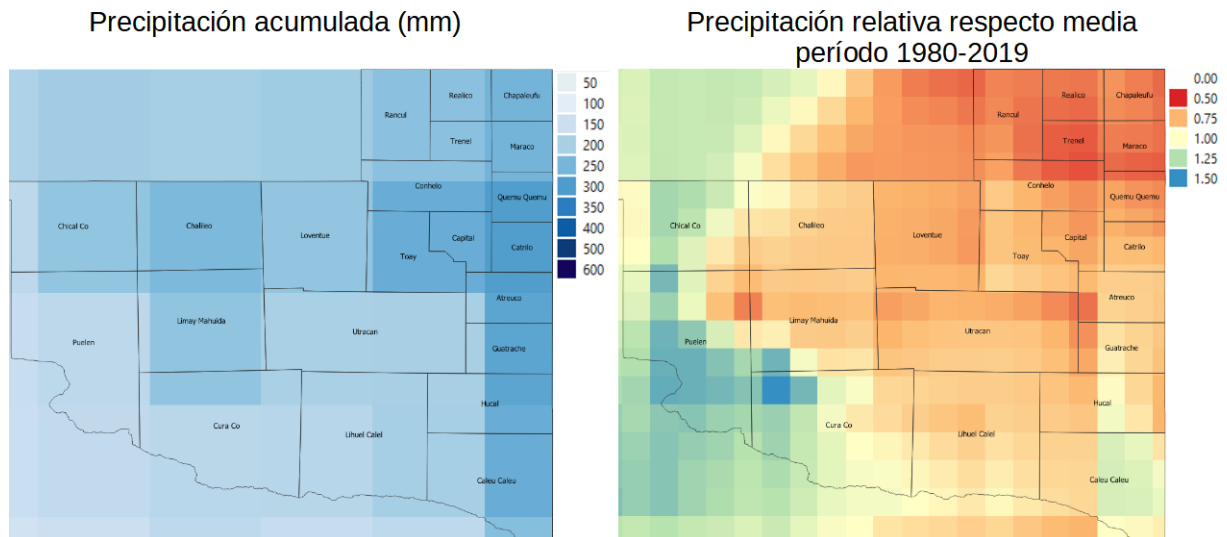 Precipitación acumulada (mm)
Precipitación relativa respecto media
período 1980-2019
Rancul
Realico
Chapaleufu
Trenel
Maraco
Conhelo
Quemu Quemu
Chical Co
Chalileo
Loventue
Capital
Toay
Catrilo
Atreuco
Limay Mahuida
Utracan
Puelen
Guatrache
Hucal
Cura Co
Lihuel Calel
Caleu Caleu
50
100
150
200
250
300
350
400
500
600
Rancul
Realico
Chapaleufu
Trenel
Maraco
Conhelo
Quemu Quemu
Chical Co
Chalileo
Loventue
Capital
Toay
Catrilo
Atreuco
Limay Mahuida
Utracan
Puelen
Guatrache
Hucal
Cura Co
Lihuel Calel
Caleu Caleu
0.00
0.50
0.75
1.00
1.25
1.50